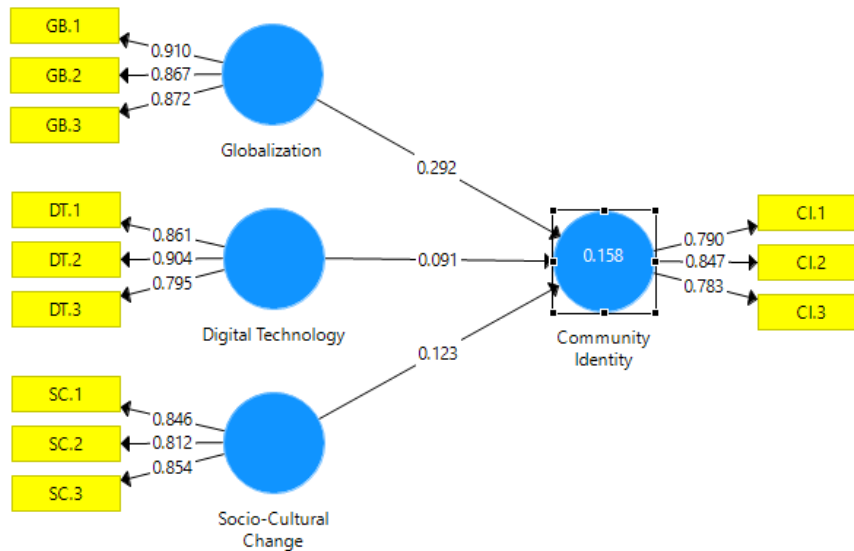 GB.1
0.910
GB.2
0.867
0.872
GB.3
Globalization
0.292
DT.1
0.861
DT.2
0.904
0.795
DT.3
Digital Technology
0.091
0.158
Community
Identity
0.790
CI.1
0.847
CI.2
0.783
CI.3
0.123
SC.1
0.846
SC.2
0.812
0.854
SC.3
Socio-Cultural
Change